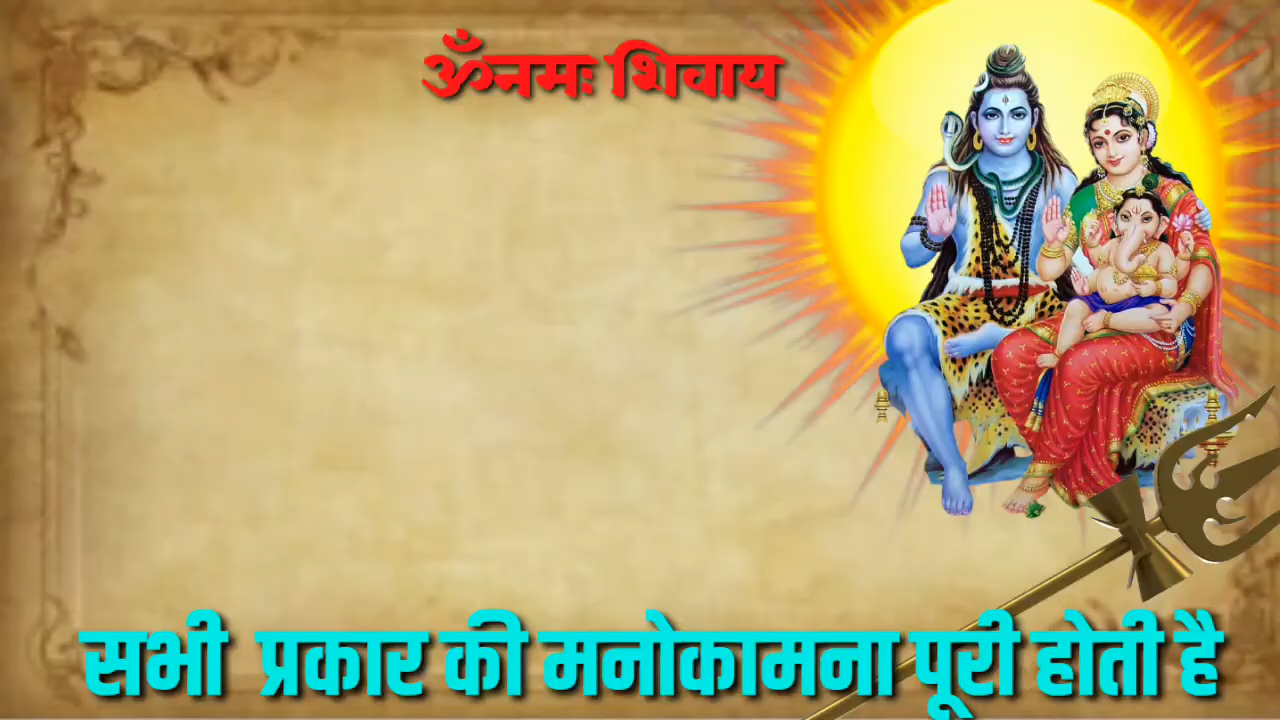 ॐनमः शिवाय
सभी प्रकार की मनोकामना पूरी होती है